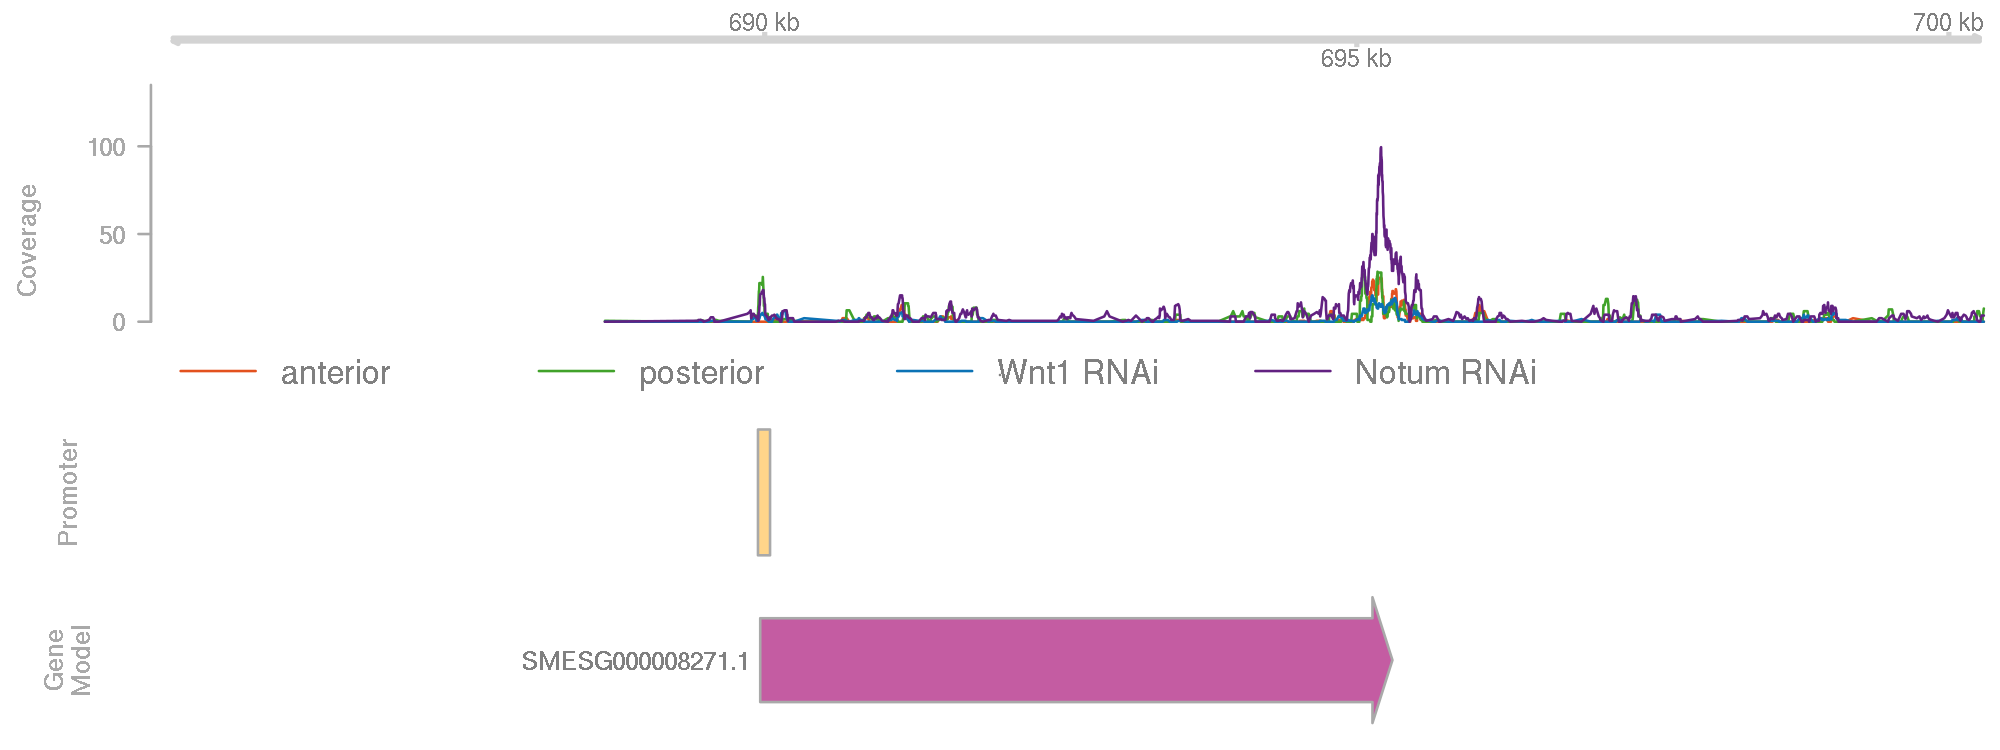 690 kb
700 kb
695 kb
Coverage
100
50
0
anterior
posterior
Wnt1 RNAi
Notum RNAi
Promoter
Gene
Model
SMESG000008271.1